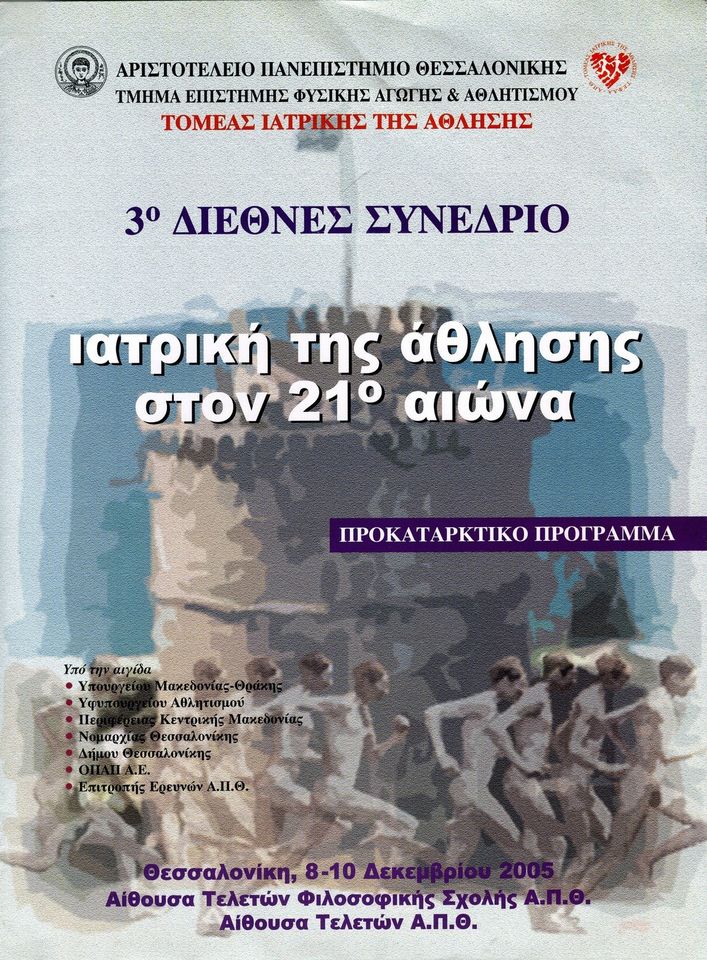 ΑΡΙΣΤΟΤΕΛΕΙΟ ΠΑΝΕΠΙΣΤΗΜΙΟ ΘΕΣΣΑΛΟΝΙΚΗΣ
ΤΜΗΜΑ ΕΠΙΣΤΗΜΗΣ ΦΥΣΙΚΗΣ ΑΓΩΓΗΣ & ΑΘΛΗΤΙΣΜΟΥ
ΤΟΜΕΑΣ ΙΑΤΡΙΚΗΣ ΤΗΣ ΑΘΛΗΣΗΣ
3ο ΔΙΕΘΝΕΣ ΣΥΝΕΔΡΙΟ
ιατρική της άθλησης
στον 21ο αιώνα
ΠΡΟΚΑΤΑΡΚΤΙΚΟ ΠΡΟΓΡΑΜΜΑ
Υπό την αιγίδα
• Υπουργείου Μακεδονίας-Θράκης
• Υφυπουργείου Αθλητισμού
• Περιφέρειας Κεντρικής Μακεδονίας
• Νομαρχίας Θεσσαλονίκης
• Δήμου Θεσσαλονίκης
• ΟΠΑΠ Α.Ε.
• Επιτροπής Ερευνών Α.Π.Θ.
Θεσσαλονίκη, 8-10 Δεκεμβρίου 2005
Αίθουσα Τελετών Φιλοσοφικής Σχολής Α.Π.Θ.
Αίθουσα Τελετών Α.Π.Θ.